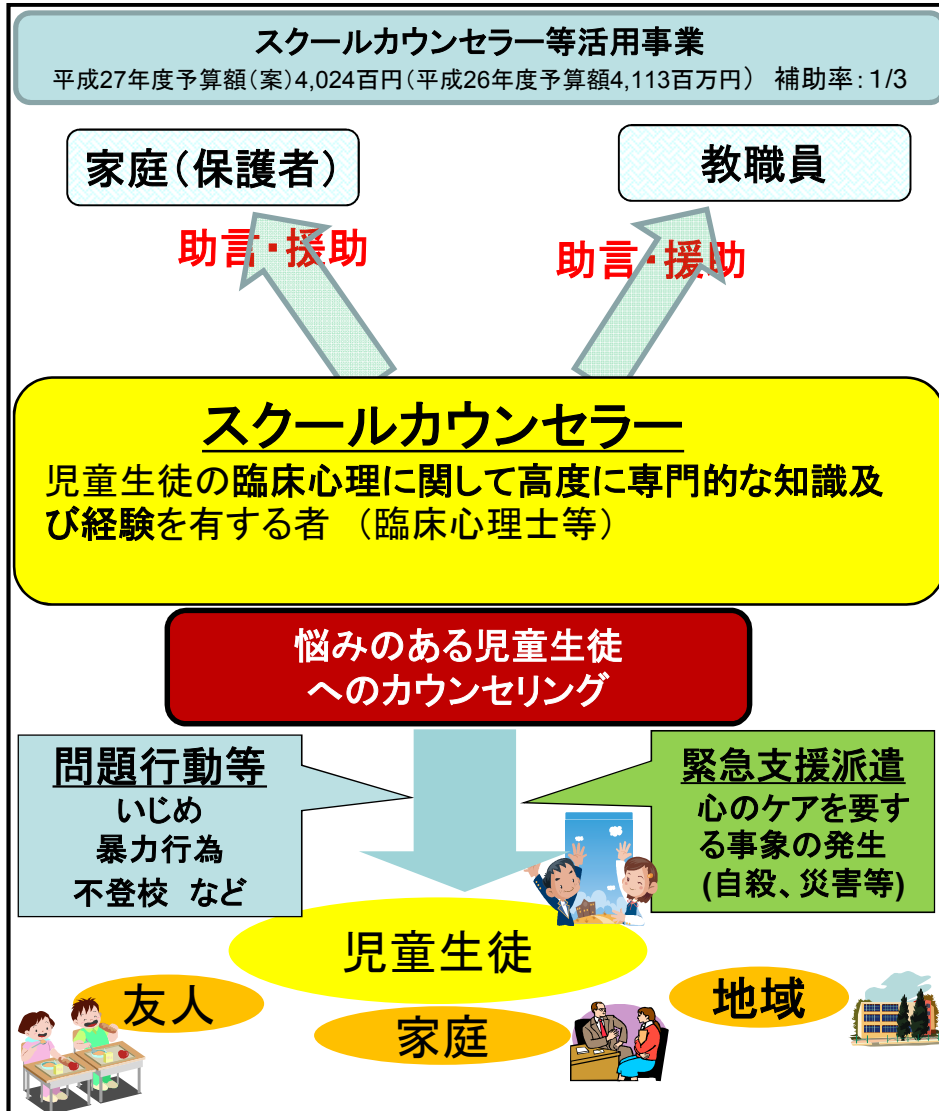 スクールカウンセラー等活用事業
平成27年度予算額(案)4,024百円(平成26年度予算額4,113百万円) 補助率:1/3
家庭(保護者)
教職員
助言・援助
助言・援助
スクールカウンセラー
児童生徒の臨床心理に関して高度に専門的な知識及
び経験を有する者 (臨床心理士等)
悩みのある児童生徒
へのカウンセリング
問題行動等
いじめ
暴力行為
不登校 など
緊急支援派遣
心のケアを要す
る事象の発生
(自殺、災害等)
児童生徒
友人
家庭
地域